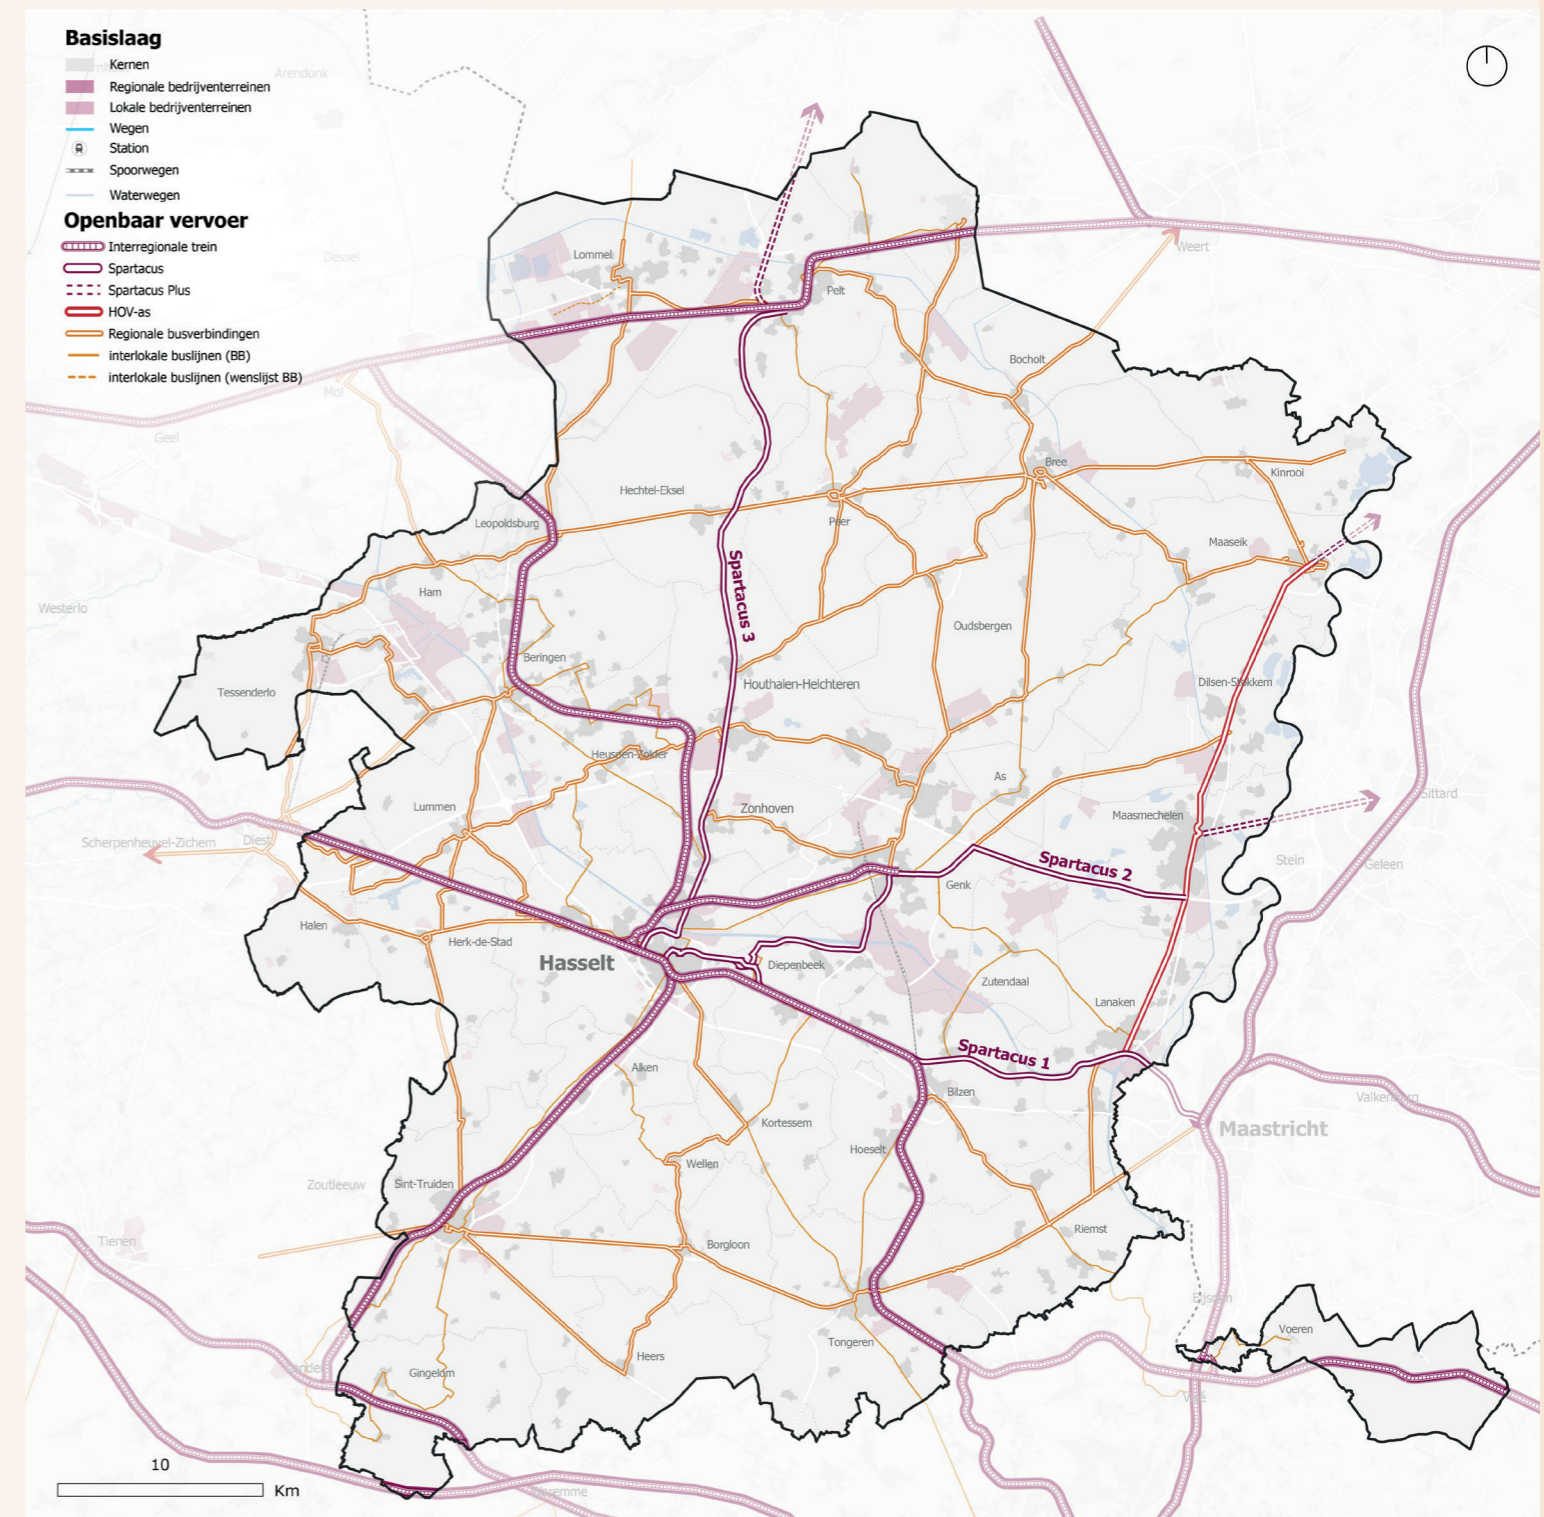 Basislaag
Kernen
Regionale bedrijventerreinen
Lokale bedrijventerreinen
Wegen
Station
Spoorwegen
Waterwegen
Openbaar vervoer
Interregionale trein
Spartacus
Spartacus Plus
HOV-as
Regionale busverbindingen
interlokale buslijnen (BB)
interlokale buslijnen (wenslijst BB)
Arendonk
Dessel
Mol
Geel
Westerlo
Weert
Lommel
Pelt
Bocholt
Bree
Kinrooi
Hechtel-Eksel
Peer
Leopoldsburg
Maaseik
Ham
Spartacus 3
Oudsbergen
Beringen
Tessenderlo
Houthalen-Helchteren
Dilsen-Stokkem
Heusden-Zolder
As
Sittard
Lummen
Zonhoven
Maasmechelen
Scherpenheuvel-Zichem
Diest
Stein
Geleen
Spartacus 2
Genk
Halen
Herk-de-Stad
Hasselt
Diepenbeek
Zutendaal
Lanaken
Spartacus 1
Alken
Bilzen
Valkenburg
Kortessem
Maastricht
Hoeselt
Wellen
Zoutleeuw
Sint-Truiden
Riemst
Tienen
Borgloon
Eijsden
Voeren
Tongeren
Heers
Gingelom
Visé
10
Km